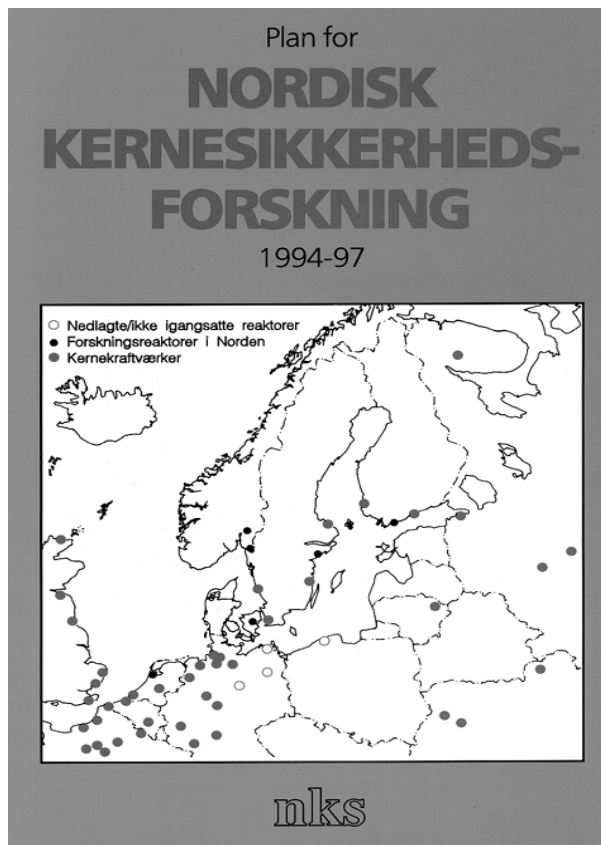 Plan for
NORDISK
KERNESIKKERHEDS-
FORSKNING
1994-97
Nedlagte/ikke igangsatte reaktorer
Forskningsreaktorer i Norden
Kernekraftværker
nks